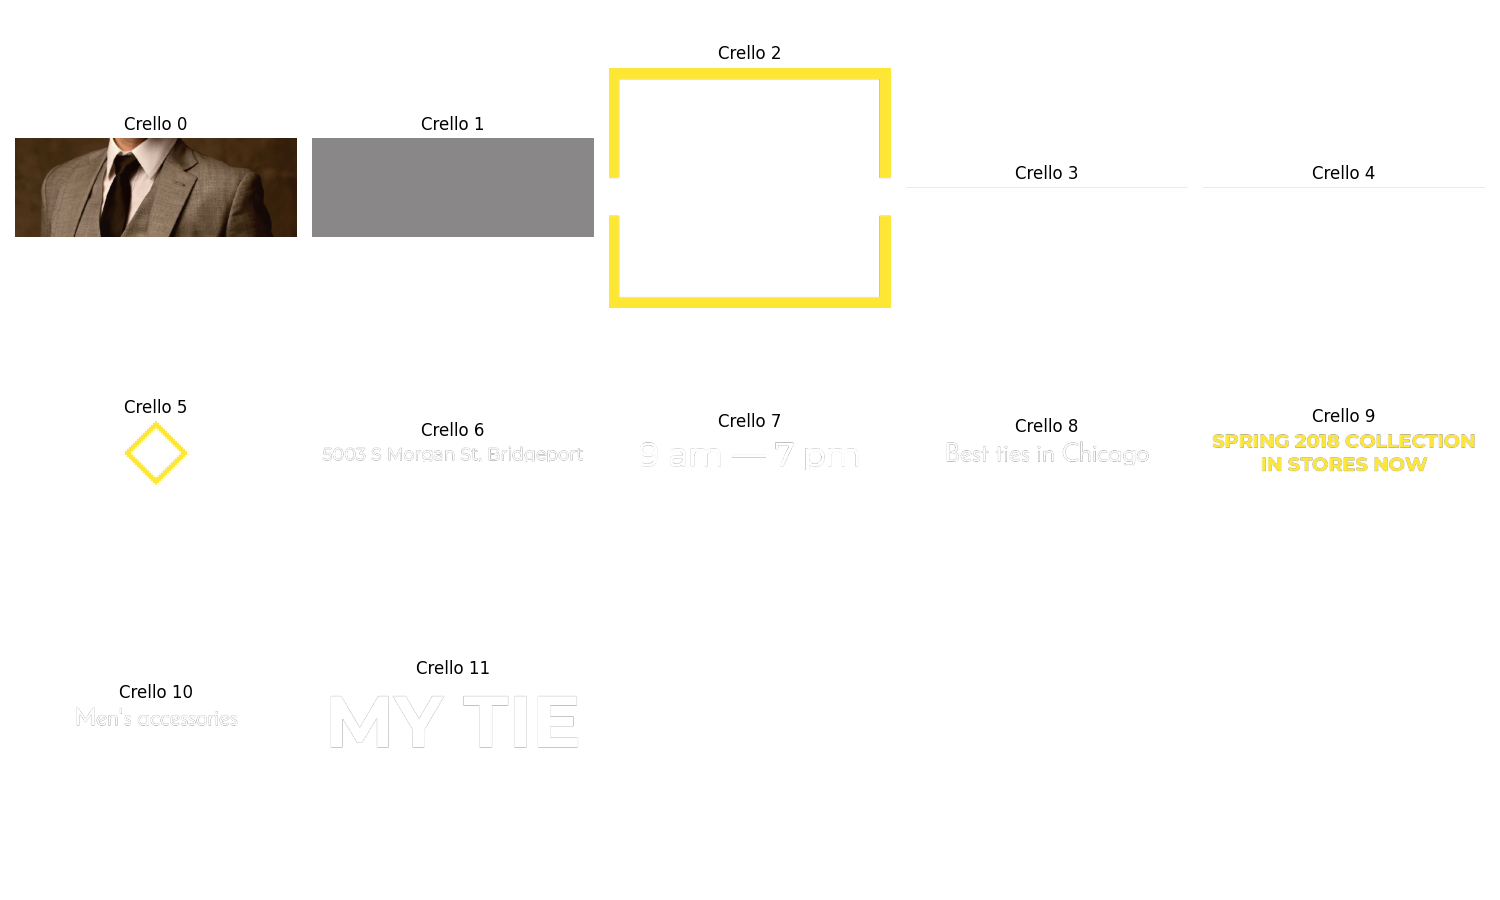 Crello 2
Crello 0
Crello 1
Crello 3
Crello 4
Crello 5
Crello 6
Crello 7
Crello 8
Crello 9
5003 S Morgan St, Bridgeport
9 am — 7 pm
Best ties in Chicago
SPRING 2018 COLLECTION
IN STORES NOW
Crello 10
Crello 11
Men's accessories
MY TIE